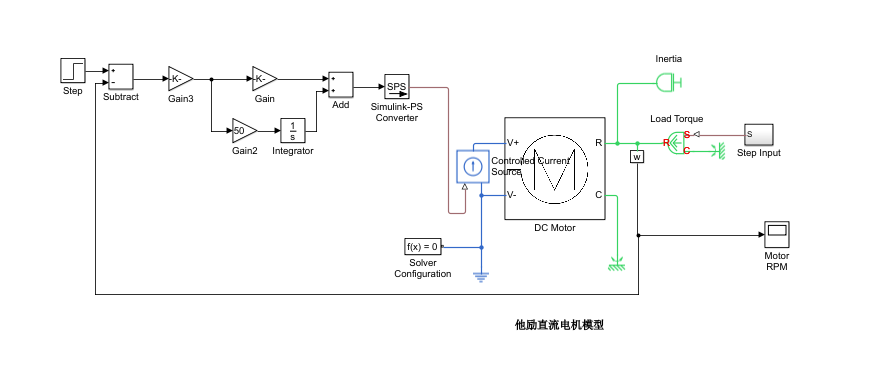 Inertia
Load Torque
Step
+
−
Subtract
-K-
Gain3
-K-
Gain
50
Gain2
1
s
Integrator
+
+
Add
SPS
Simulink-PS
Converter
V+
V-
Controlled Current
Source
M
R
C
DC Motor
R
S
C
S
Step Input
w
f(x) = 0
Solver
Configuration
Motor
RPM
他励直流电机模型